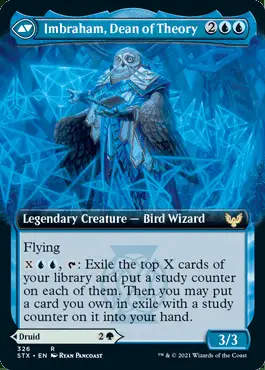 Imbraham, Dean of Theory 2
Legendary Creature — Bird Wizard
Flying
X, : Exile the top X cards of
your library and put a study counter
on each of them. Then you may put
a card you own in exile with a study
counter on it into your hand.
Druid 2
3/3
326 R
STX • EN RYAN PANCOAST
™ & © 2021 Wizards of the Coast